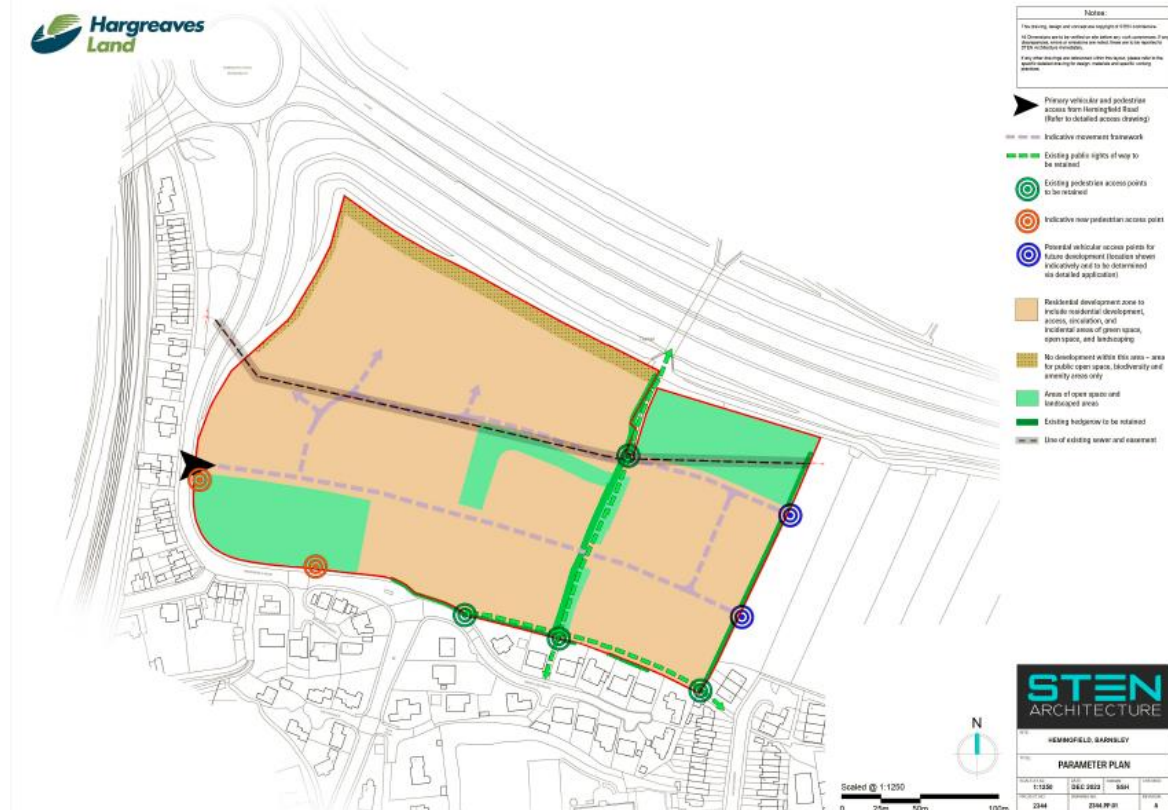 Hargreaves
Land
Notes:
Primary vehicular and pedestrian
access from Hemingfield Road
(Refer to detailed access drawing)
Indicative movement framework
Existing public rights of way to
be retained
Existing pedestrian access points
to be retained
Indicative new pedestrian access point
Potential vehicular access points for
future development (location shown
indicatively and to be determined
via detailed application)
Residential development zone to
include residential development,
access, circulation, and
incidental areas of green space,
open space, and landscaping
No development within this area – area
for public open space, biodiversity and
amenity areas only
Areas of open space and
landscaped areas
Existing hedgerow to be retained
Line of existing sewer and easement
N
Scaled @ 1:1250
0 25m 50m 100m
STEN
ARCHITECTURE
HEMINGFIELD, BARNSLEY
PARAMETER PLAN
1:1250 DEC 2023 SGH
2344 2344.PP.01 A